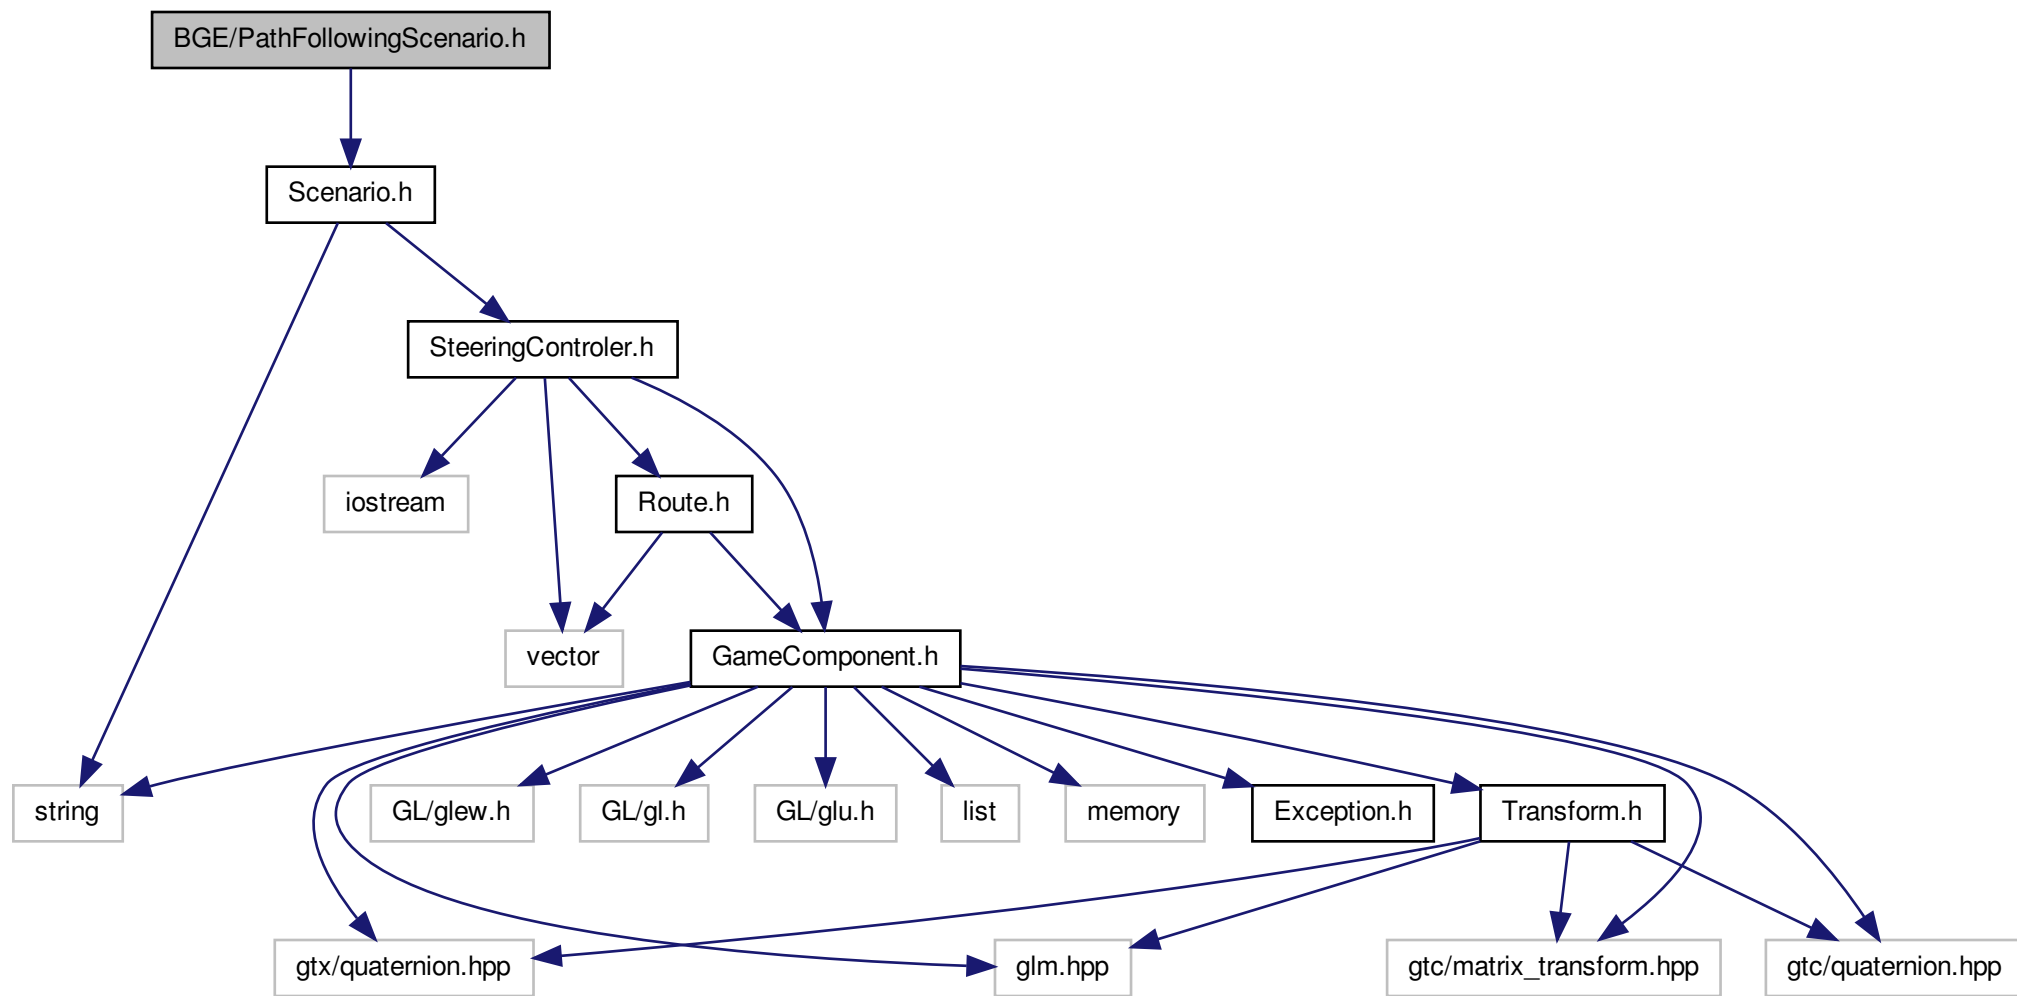 BGE/PathFollowingScenario.h
Scenario.h
SteeringControler.h
iostream
Route.h
vector
GameComponent.h
string
GL/glew.h
GL/gl.h
GL/glu.h
list
memory
Exception.h
Transform.h
gtx/quaternion.hpp
glm.hpp
gtc/matrix_transform.hpp
gtc/quaternion.hpp